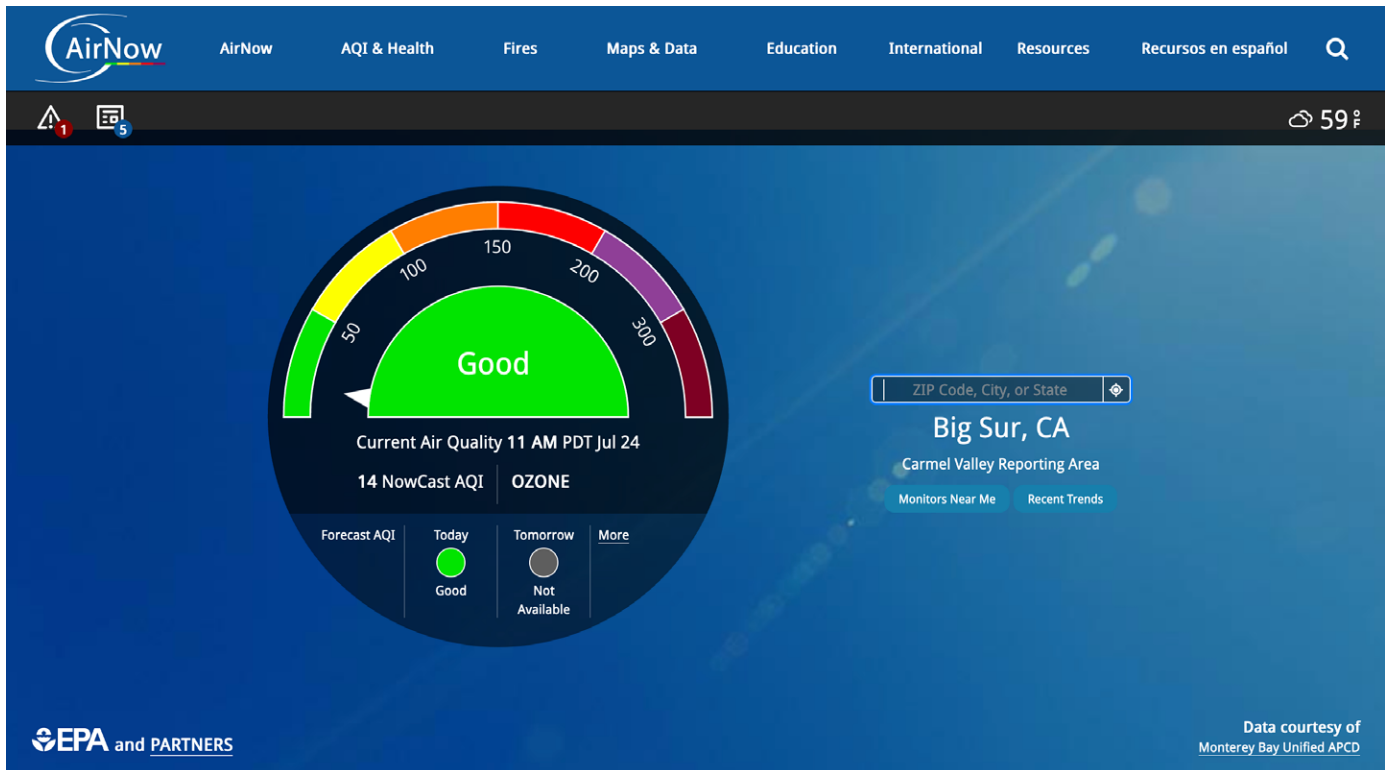 AirNow
AirNow AQI & Health Fires Maps & Data Education International Resources Recursos en español
1 5 59 °F
50 100 150 200 300
Good
Current Air Quality 11 AM PDT Jul 24
14 NowCast AQI OZONE
Forecast AQI Today Tomorrow More
Good Not
Available
ZIP Code, City, or State
Big Sur, CA
Carmel Valley Reporting Area
Monitors Near Me Recent Trends
EPA and PARTNERS
Data courtesy of
Monterey Bay Unified APCD